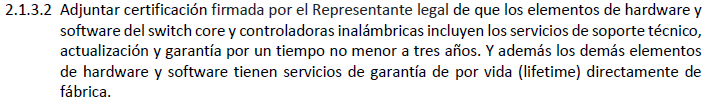 2.1.3.2 Adjuntar certificación firmada por el Representante legal de que los elementos de hardware y
software del switch core y controladoras inalámbricas incluyen los servicios de soporte técnico,
actualización y garantía por un tiempo no menor a tres años. Y además los demás elementos
de hardware y software tienen servicios de garantía de por vida (lifetime) directamente de
fábrica.